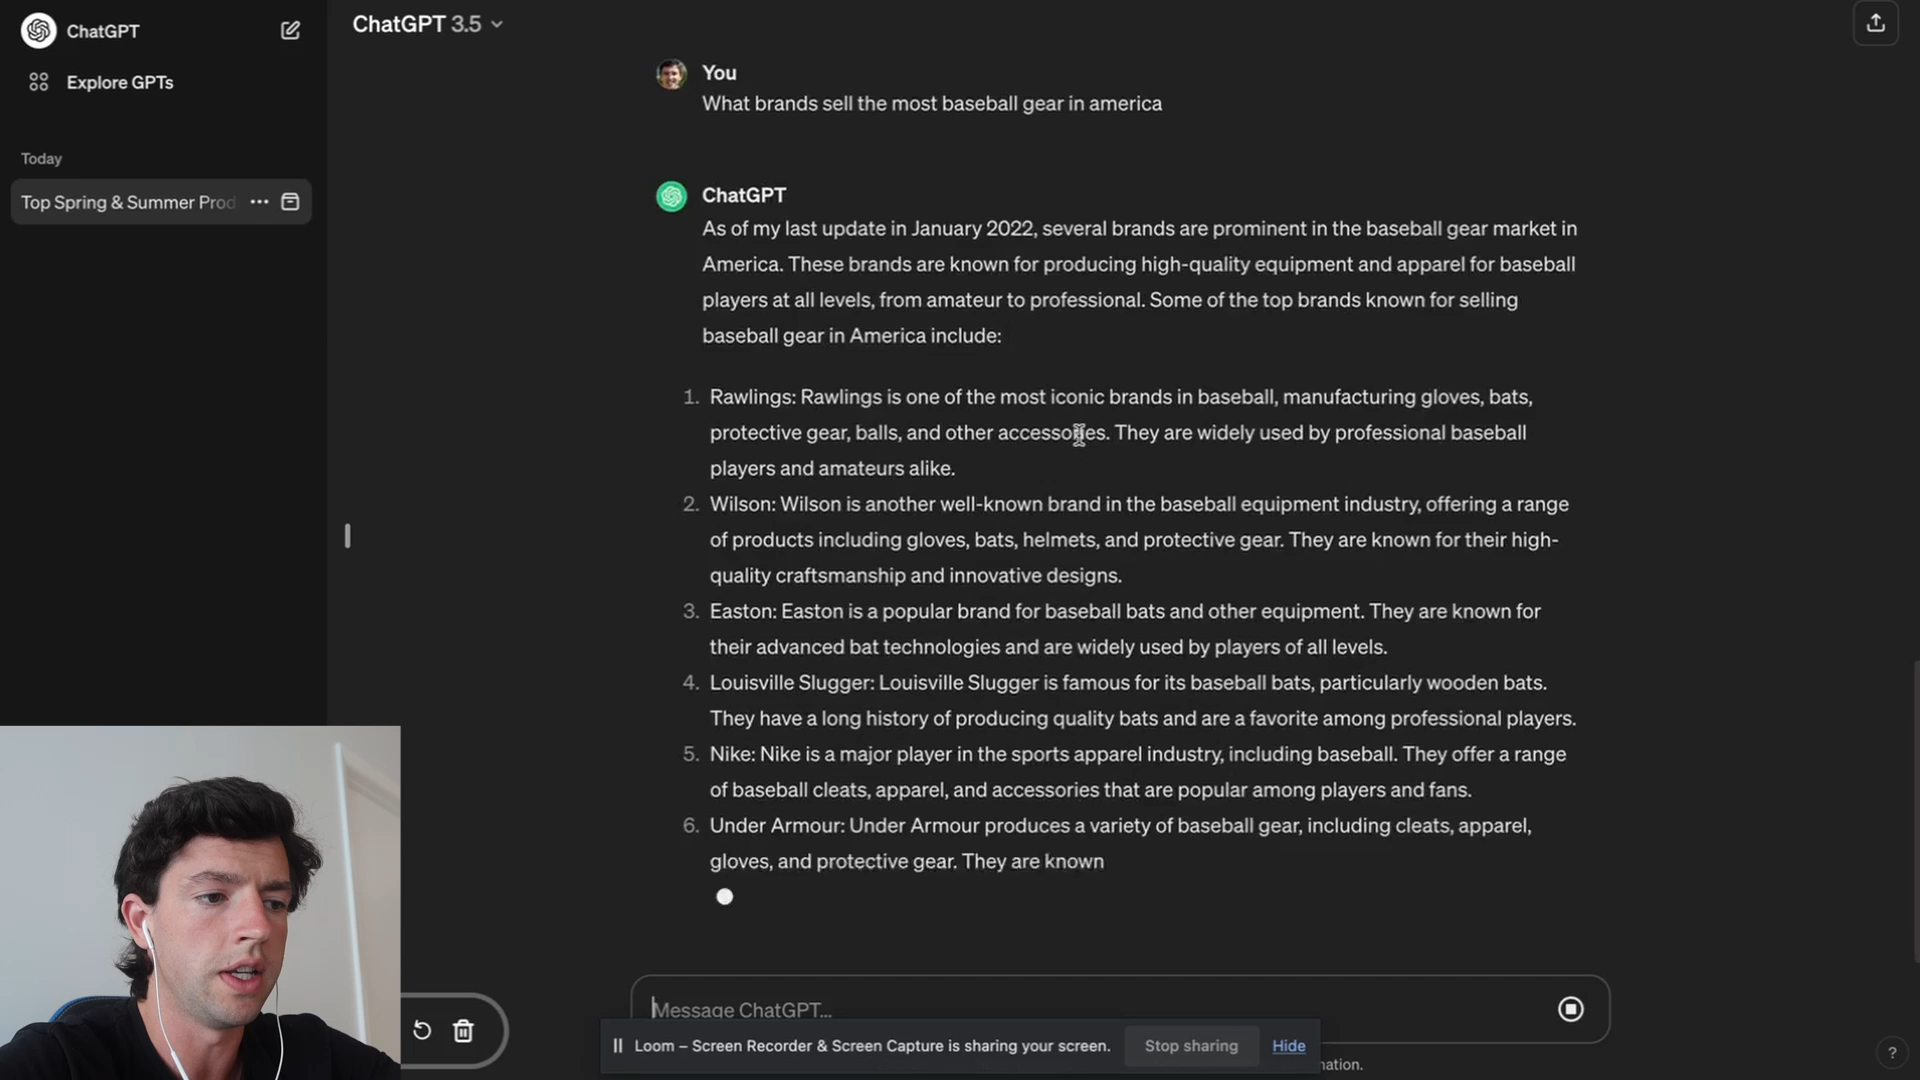 ChatGPT
Explore GPTs
Today
Top Spring & Summer Prod
ChatGPT 3.5
You
What brands sell the most baseball gear in america
ChatGPT
As of my last update in January 2022, several brands are prominent in the baseball gear market in
America. These brands are known for producing high-quality equipment and apparel for baseball
players at all levels, from amateur to professional. Some of the top brands known for selling
baseball gear in America include:
1. Rawlings: Rawlings is one of the most iconic brands in baseball, manufacturing gloves, bats,
protective gear, balls, and other accessories. They are widely used by professional baseball
players and amateurs alike.
2. Wilson: Wilson is another well-known brand in the baseball equipment industry, offering a range
of products including gloves, bats, helmets, and protective gear. They are known for their high-
quality craftsmanship and innovative designs.
3. Easton: Easton is a popular brand for baseball bats and other equipment. They are known for
their advanced bat technologies and are widely used by players of all levels.
4. Louisville Slugger: Louisville Slugger is famous for its baseball bats, particularly wooden bats.
They have a long history of producing quality bats and are a favorite among professional players.
5. Nike: Nike is a major player in the sports apparel industry, including baseball. They offer a range
of baseball cleats, apparel, and accessories that are popular among players and fans.
6. Under Armour: Under Armour produces a variety of baseball gear, including cleats, apparel,
gloves, and protective gear. They are known
Message ChatGPT...
Loom – Screen Recorder & Screen Capture is sharing your screen.
Stop sharing
Hide
mation.
?